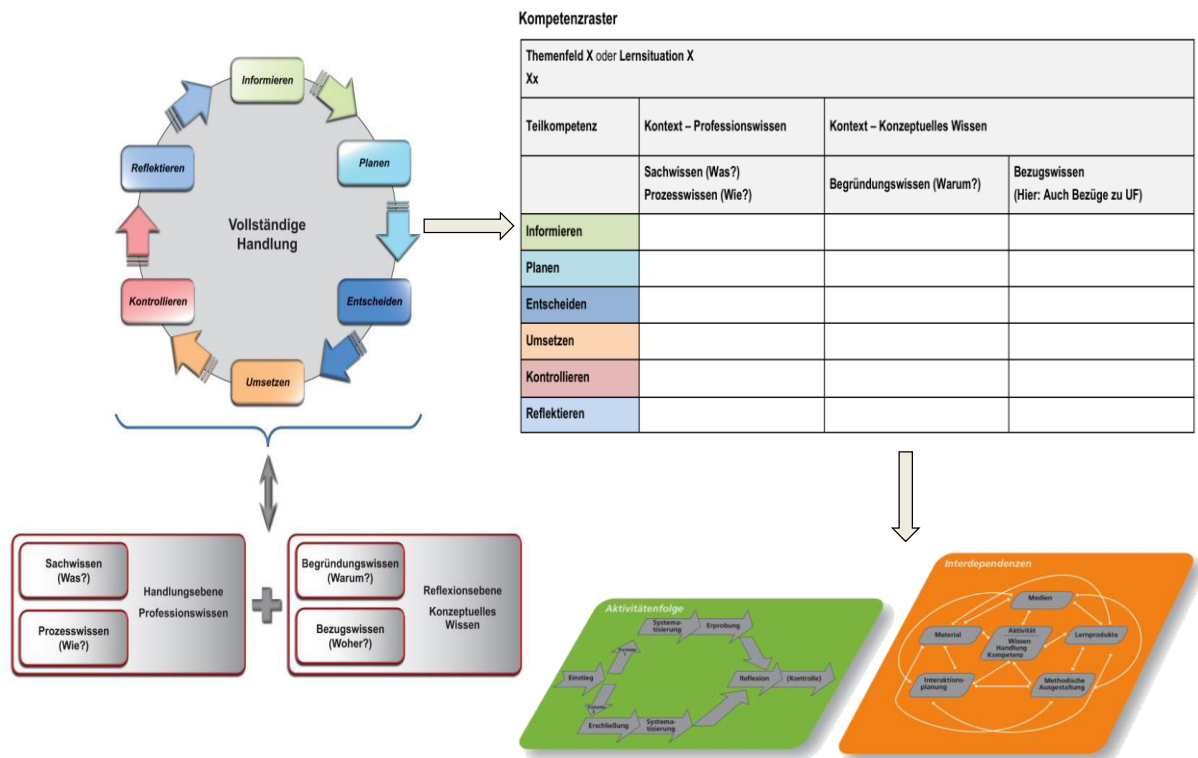 Kompetenzraster
Themenfeld X oder Lernsituation X
Xx
Teilkompetenz
Kontext – Professionswissen
Kontext – Konzeptuelles Wissen
Sachwissen (Was?)
Prozesswissen (Wie?)
Begründungswissen (Warum?)
Bezugswissen
(Hier: Auch Bezüge zu UF)
Informieren
Planen
Entscheiden
Umsetzen
Kontrollieren
Reflektieren
Informieren
Planen
Entscheiden
Umsetzen
Kontrollieren
Reflektieren
Vollständige
Handlung
Sachwissen
(Was?)
Prozesswissen
(Wie?)
Handlungsebene
Professionswissen
Begründungswissen
(Warum?)
Bezugswissen
(Woher?)
Reflexionsebene
Konzeptuelles
Wissen
Aktivitätenfolge
Einstieg
Systema-
tisierung
Erprobung
Reflexion
(Kontrolle)
Erschließung
Systema-
tisierung
Interdependenzen
Medien
Material
Aktivität
Wissen
Handlung
Kompetenz
Lernprodukte
Interaktions-
planung
Methodische
Ausgestaltung